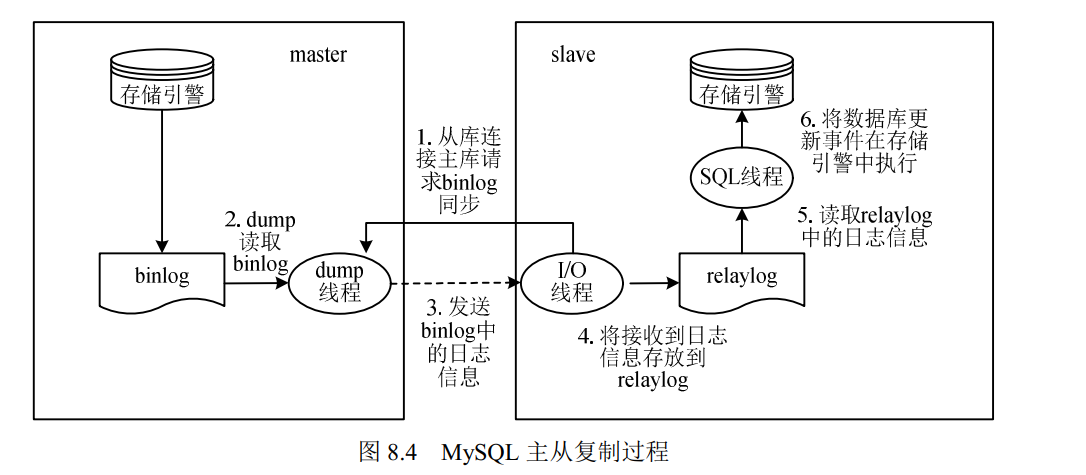 master
存储引擎
binlog
2. dump
读取
binlog
dump
线程
1. 从库连
接主库请
求binlog
同步
3. 发送
binlog中
的日志
信息
slave
存储引擎
6. 将数据库更
新事件在存储
引擎中执行
SQL线程
5. 读取relaylog
中的日志信息
I/O
线程
relaylog
4. 将接收到日志
信息存放到
relaylog
图 8.4 MySQL 主从复制过程